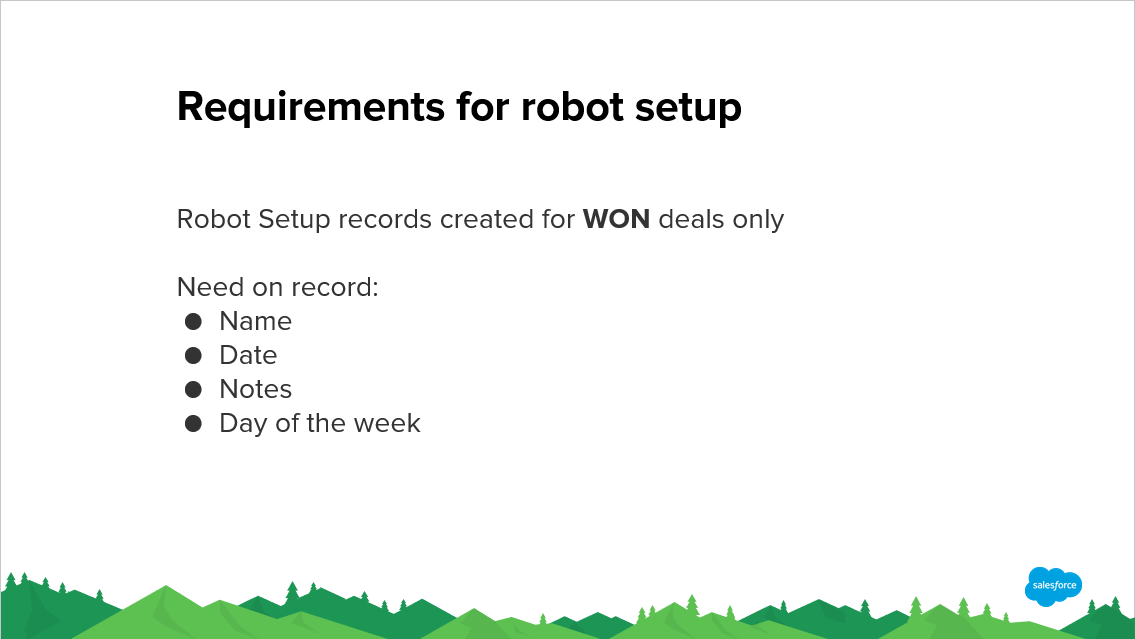 Requirements for robot setup
Robot Setup records created for WON deals only
Need on record:
● Name
● Date
● Notes
● Day of the week
salesforce